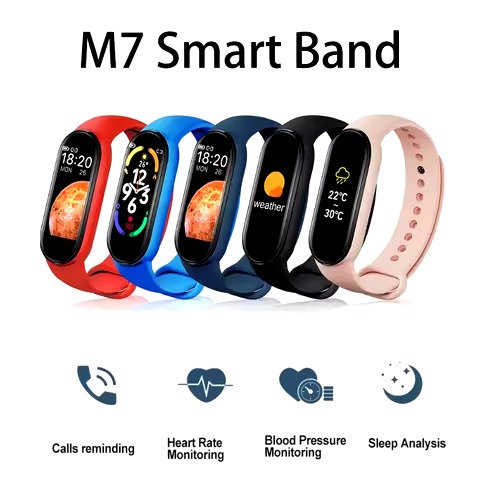 M7 Smart Band
18:20
MON 26
26°
12
9 3
6
18:20
MON 26
weather
22℃
30℃
Calls reminding
Heart Rate
Monitoring
Blood Pressure
Monitoring
Sleep Analysis